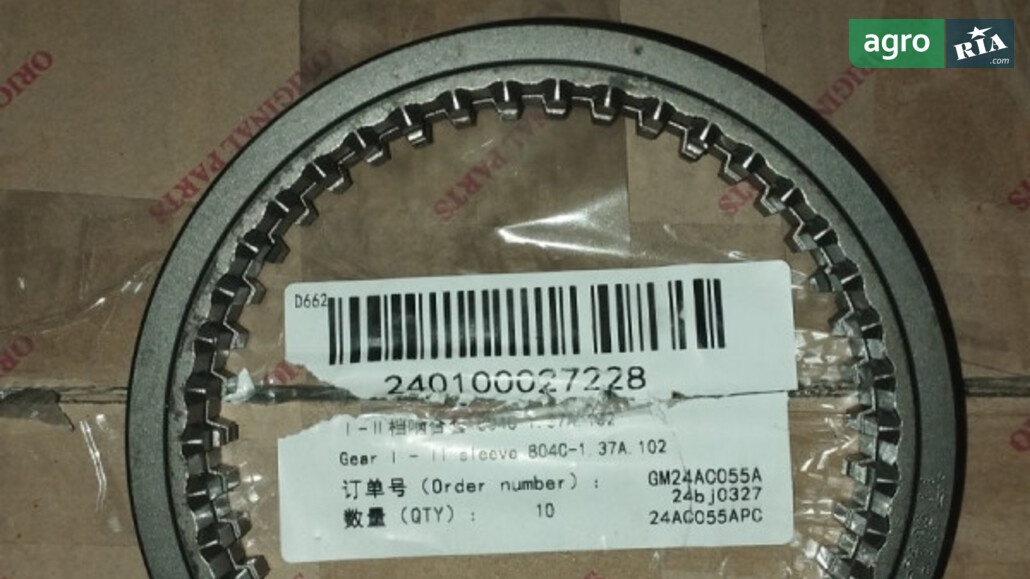 agro RIA
.com
ORIGINAL PARTS
D662
240100027228
Gear I - II sleeve 804C-1.37A.102
订单号 (Order number) : GM24AC055A
24bj0327
数量 (QTY) : 10 24AC055APC